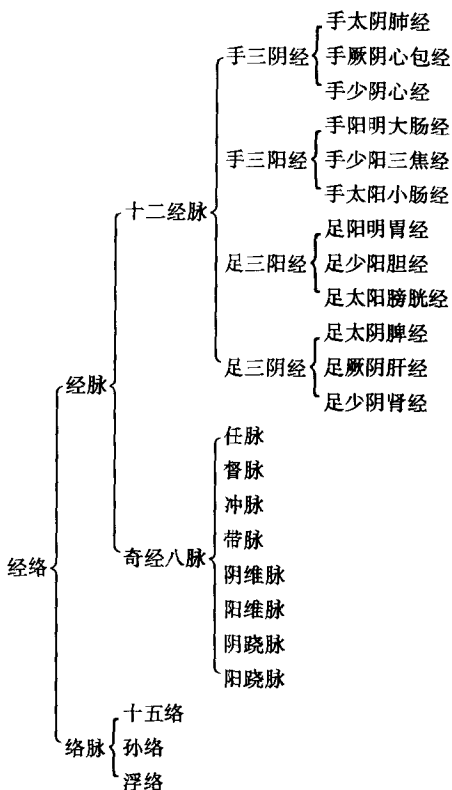 经络
经脉
十二经脉
手三阴经
手太阴肺经
手厥阴心包经
手少阴心经
手三阳经
手阳明大肠经
手少阳三焦经
手太阳小肠经
足三阳经
足阳明胃经
足少阳胆经
足太阳膀胱经
足三阴经
足太阴脾经
足厥阴肝经
足少阴肾经
奇经八脉
任脉
督脉
冲脉
带脉
阴维脉
阳维脉
阴跷脉
阳跷脉
络脉
十五络
孙络
浮络